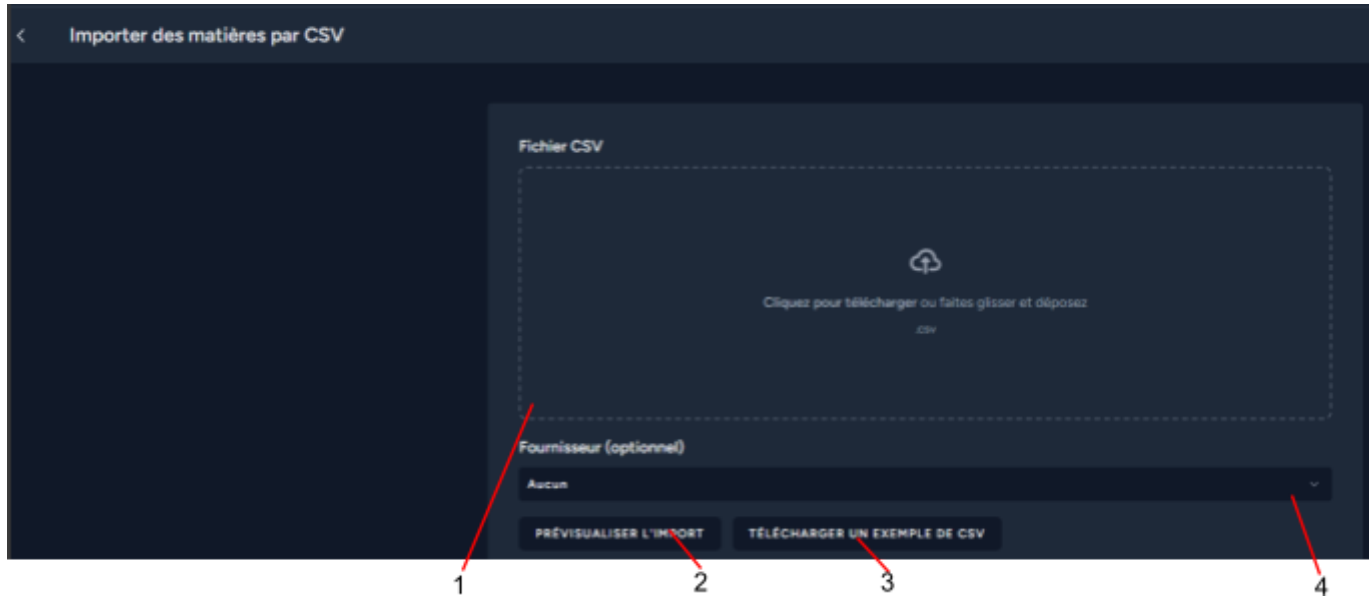 Importer des matières par CSV
Fichier CSV
Cliquez pour télécharger ou faites glisser et déposez
.csv
Fournisseur (optionnel)
Aucun
PRÉVISUALISER L'IMPORT TÉLÉCHARGER UN EXEMPLE DE CSV
1 2 3 4